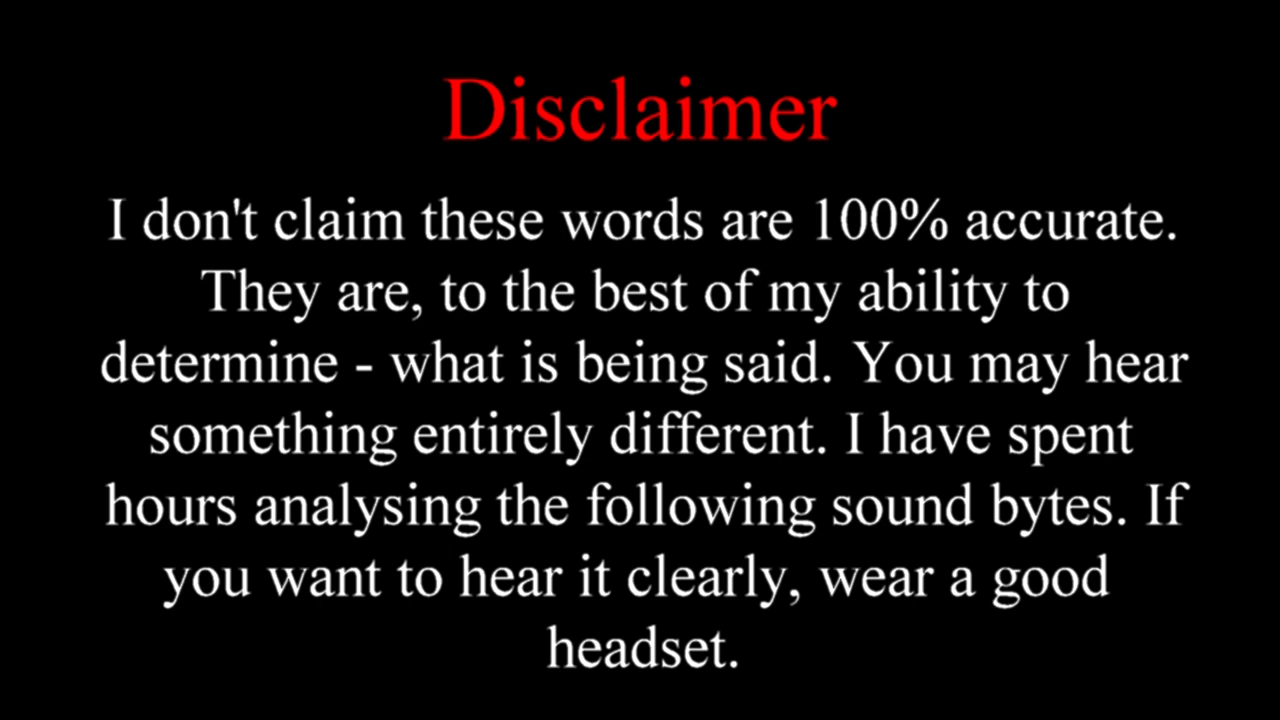 Disclaimer
I don't claim these words are 100% accurate.
They are, to the best of my ability to
determine - what is being said. You may hear
something entirely different. I have spent
hours analysing the following sound bytes. If
you want to hear it clearly, wear a good
headset.